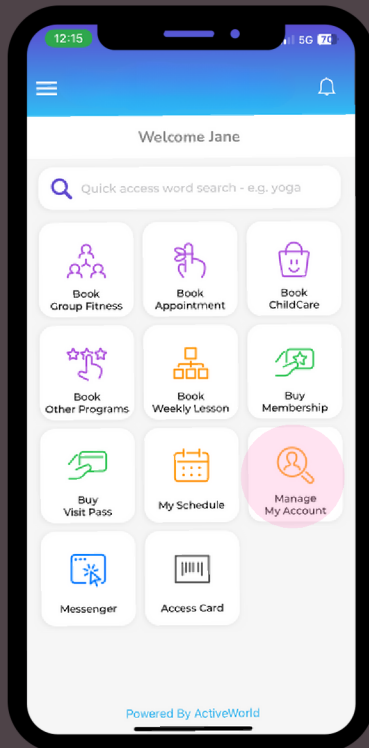 12:15
5G 70
Welcome Jane
Quick access word search - e.g. yoga
Book
Group Fitness
Book
Appointment
Book
ChildCare
Book
Other Programs
Book
Weekly Lesson
Buy
Membership
Buy
Visit Pass
My Schedule
Manage
My Account
Messenger
Access Card
Powered By ActiveWorld